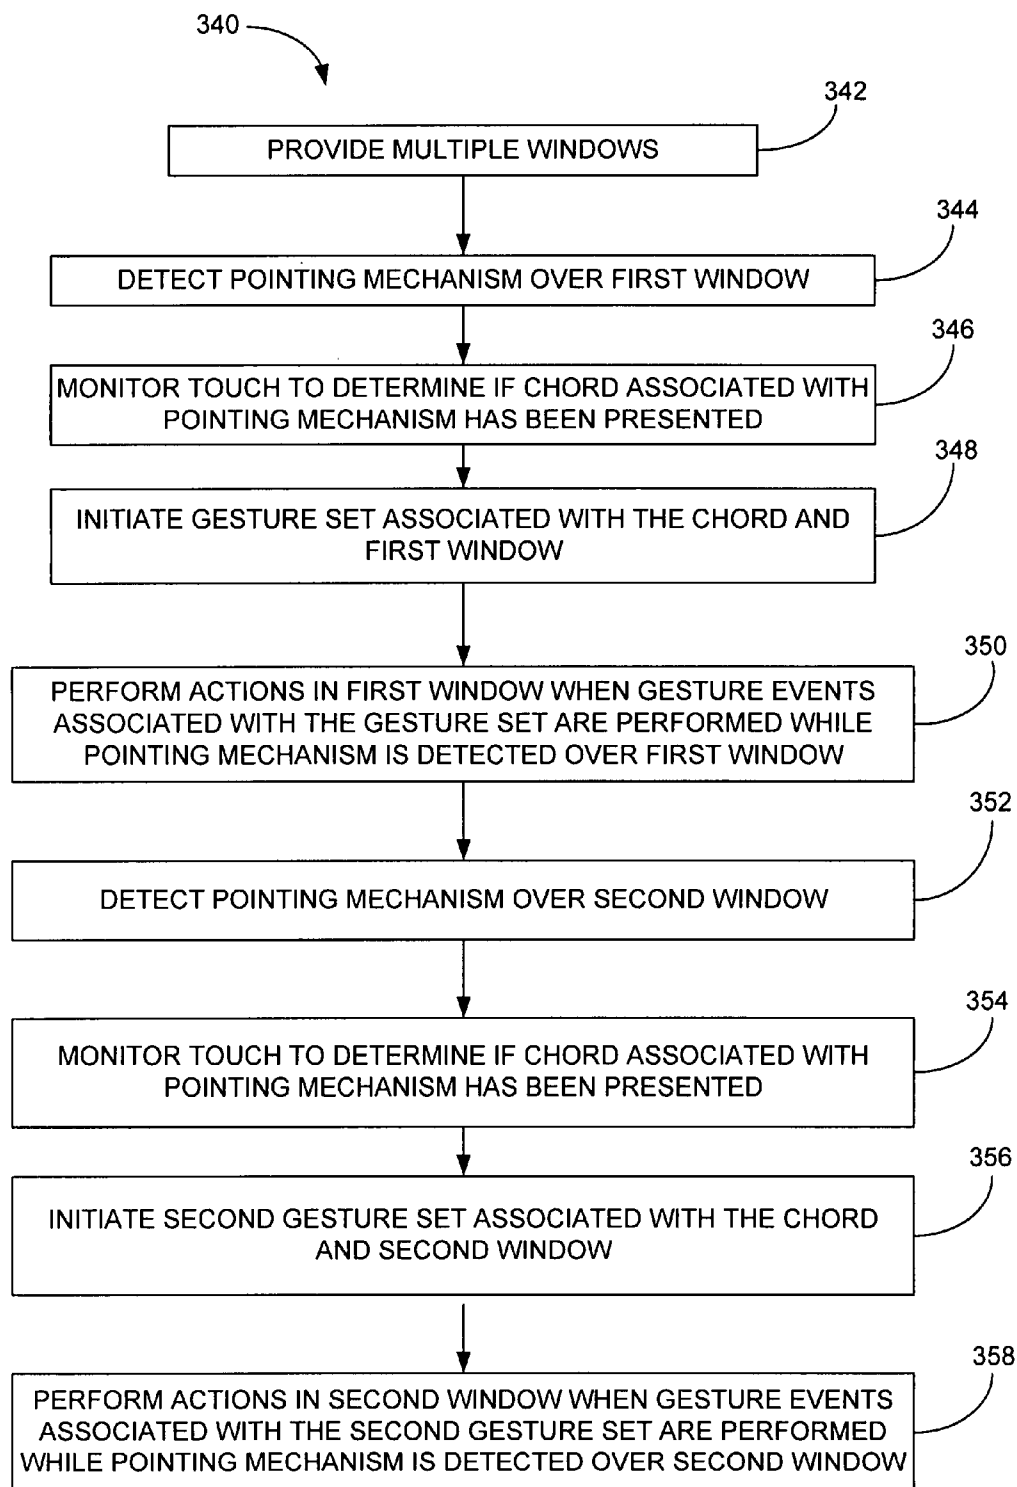 340
342
PROVIDE MULTIPLE WINDOWS
344
DETECT POINTING MECHANISM OVER FIRST WINDOW
346
MONITOR TOUCH TO DETERMINE IF CHORD ASSOCIATED WITH
POINTING MECHANISM HAS BEEN PRESENTED
348
INITIATE GESTURE SET ASSOCIATED WITH THE CHORD AND
FIRST WINDOW
350
PERFORM ACTIONS IN FIRST WINDOW WHEN GESTURE EVENTS
ASSOCIATED WITH THE GESTURE SET ARE PERFORMED WHILE
POINTING MECHANISM IS DETECTED OVER FIRST WINDOW
352
DETECT POINTING MECHANISM OVER SECOND WINDOW
354
MONITOR TOUCH TO DETERMINE IF CHORD ASSOCIATED WITH
POINTING MECHANISM HAS BEEN PRESENTED
356
INITIATE SECOND GESTURE SET ASSOCIATED WITH THE CHORD
AND SECOND WINDOW
358
PERFORM ACTIONS IN SECOND WINDOW WHEN GESTURE EVENTS
ASSOCIATED WITH THE SECOND GESTURE SET ARE PERFORMED
WHILE POINTING MECHANISM IS DETECTED OVER SECOND WINDOW